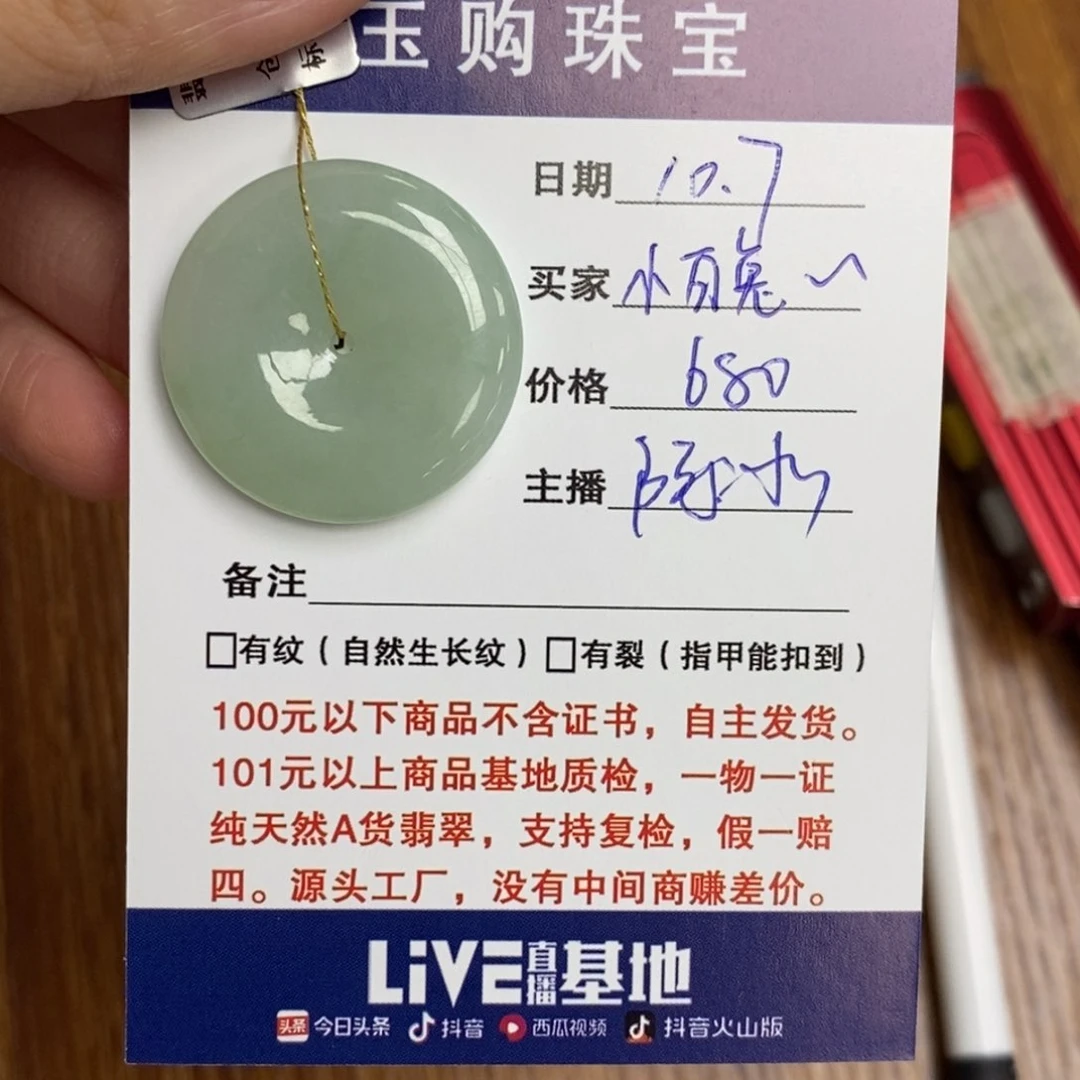 玉购珠宝
日期 10.7
买家 小百兔~
价格 680
主播
备注
□有纹（自然生长纹）□有裂（指甲能扣到）
100元以下商品不含证书，自主发货。
101元以上商品基地质检，一物一证
纯天然A货翡翠，支持复检，假一赔
四。源头工厂，没有中间商赚差价。
LiVE直播基地
头条 今日头条 抖音 西瓜视频 抖音火山版